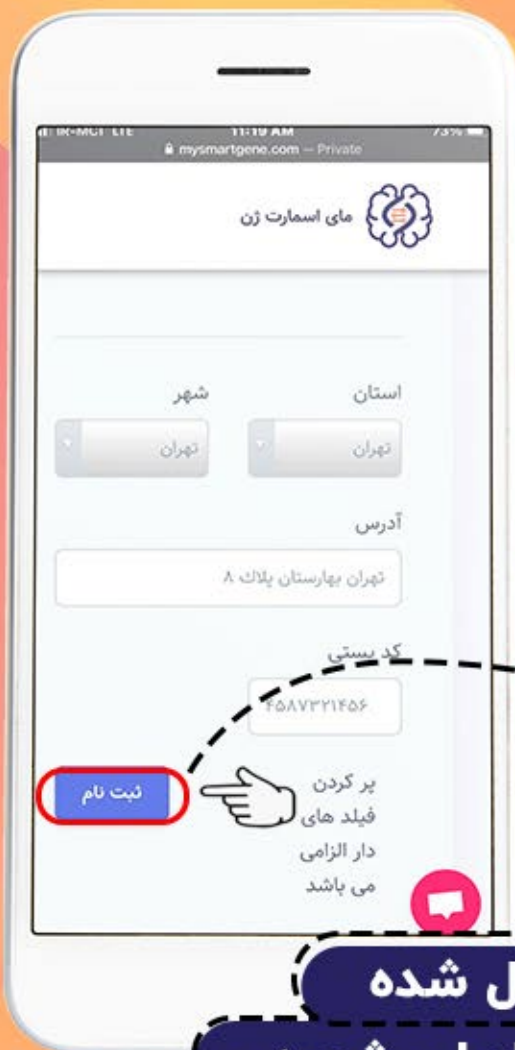 IR-MCI LTE 11:19 AM 73%
mysmartgene.com — Private
مای اسمارت ژن
استان شهر
تهران تهران
آدرس
تهران بهارستان پلاک ۸
کد پستی
۴۵۸۷۳۲۱۴۵۶
پر کردن
فیلد های
دار الزامی
می باشد
ثبت نام
ل شده